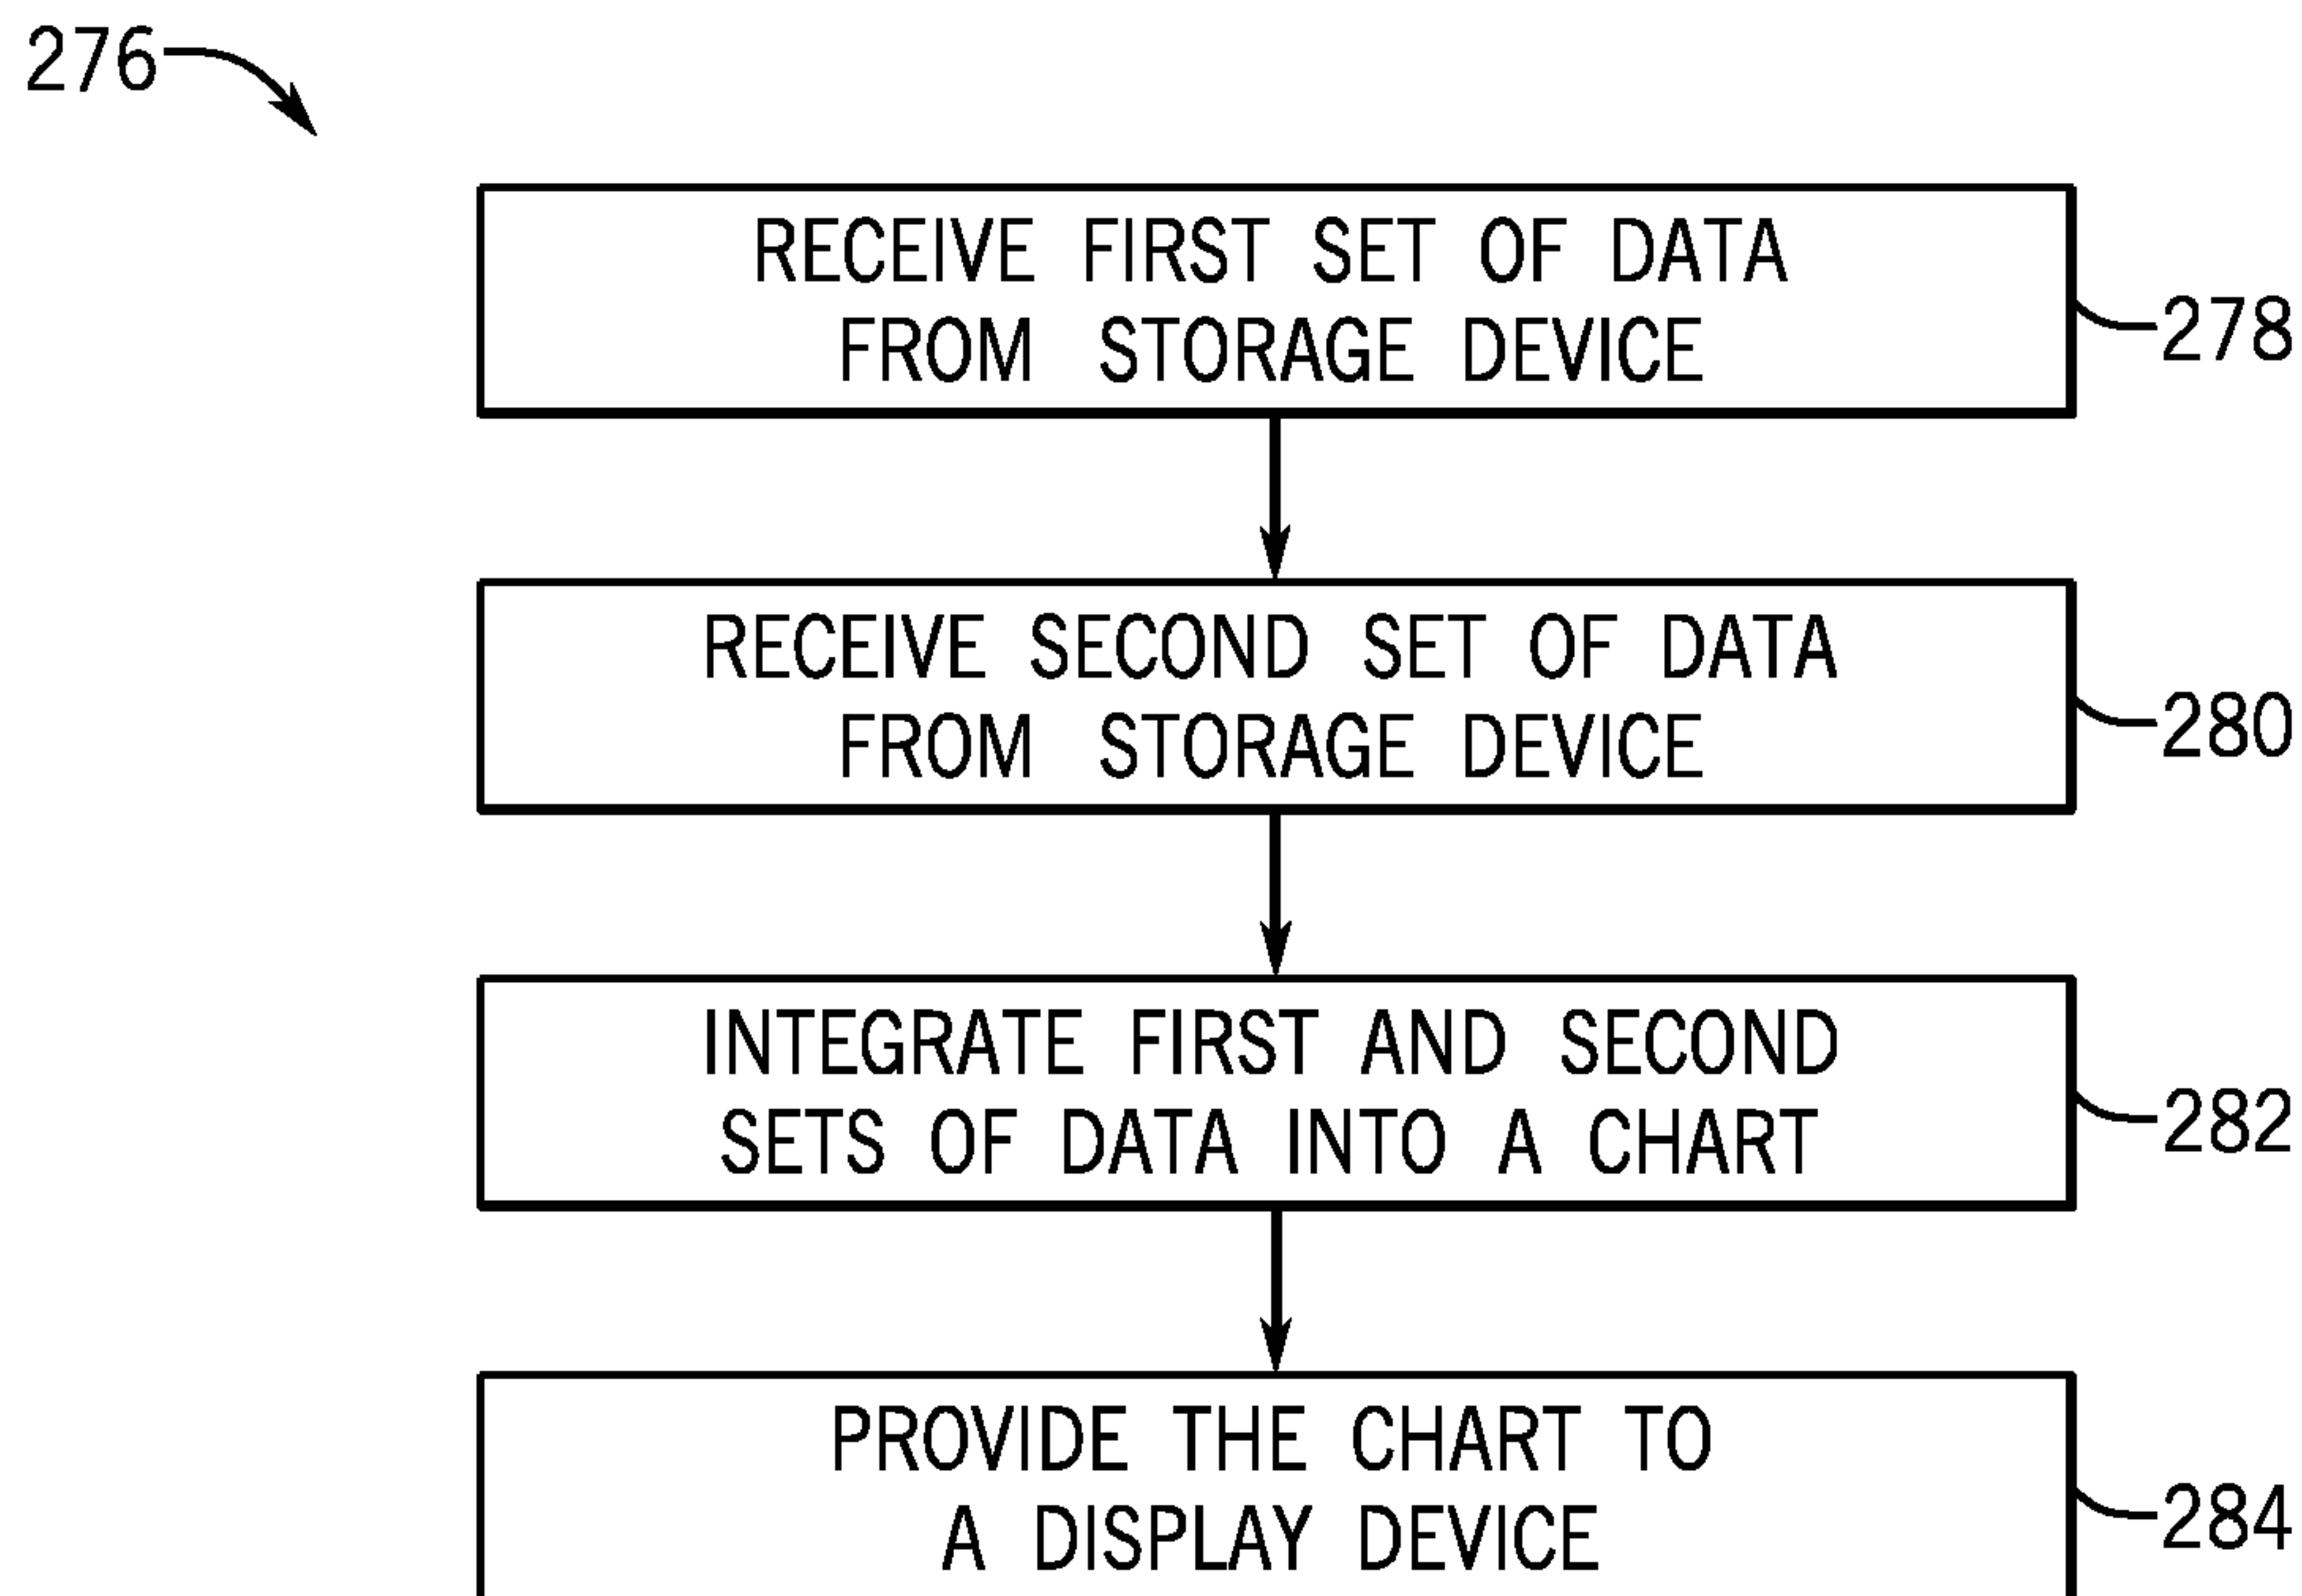 276
RECEIVE FIRST SET OF DATA
FROM STORAGE DEVICE
278
RECEIVE SECOND SET OF DATA
FROM STORAGE DEVICE
280
INTEGRATE FIRST AND SECOND
SETS OF DATA INTO A CHART
282
PROVIDE THE CHART TO
A DISPLAY DEVICE
284